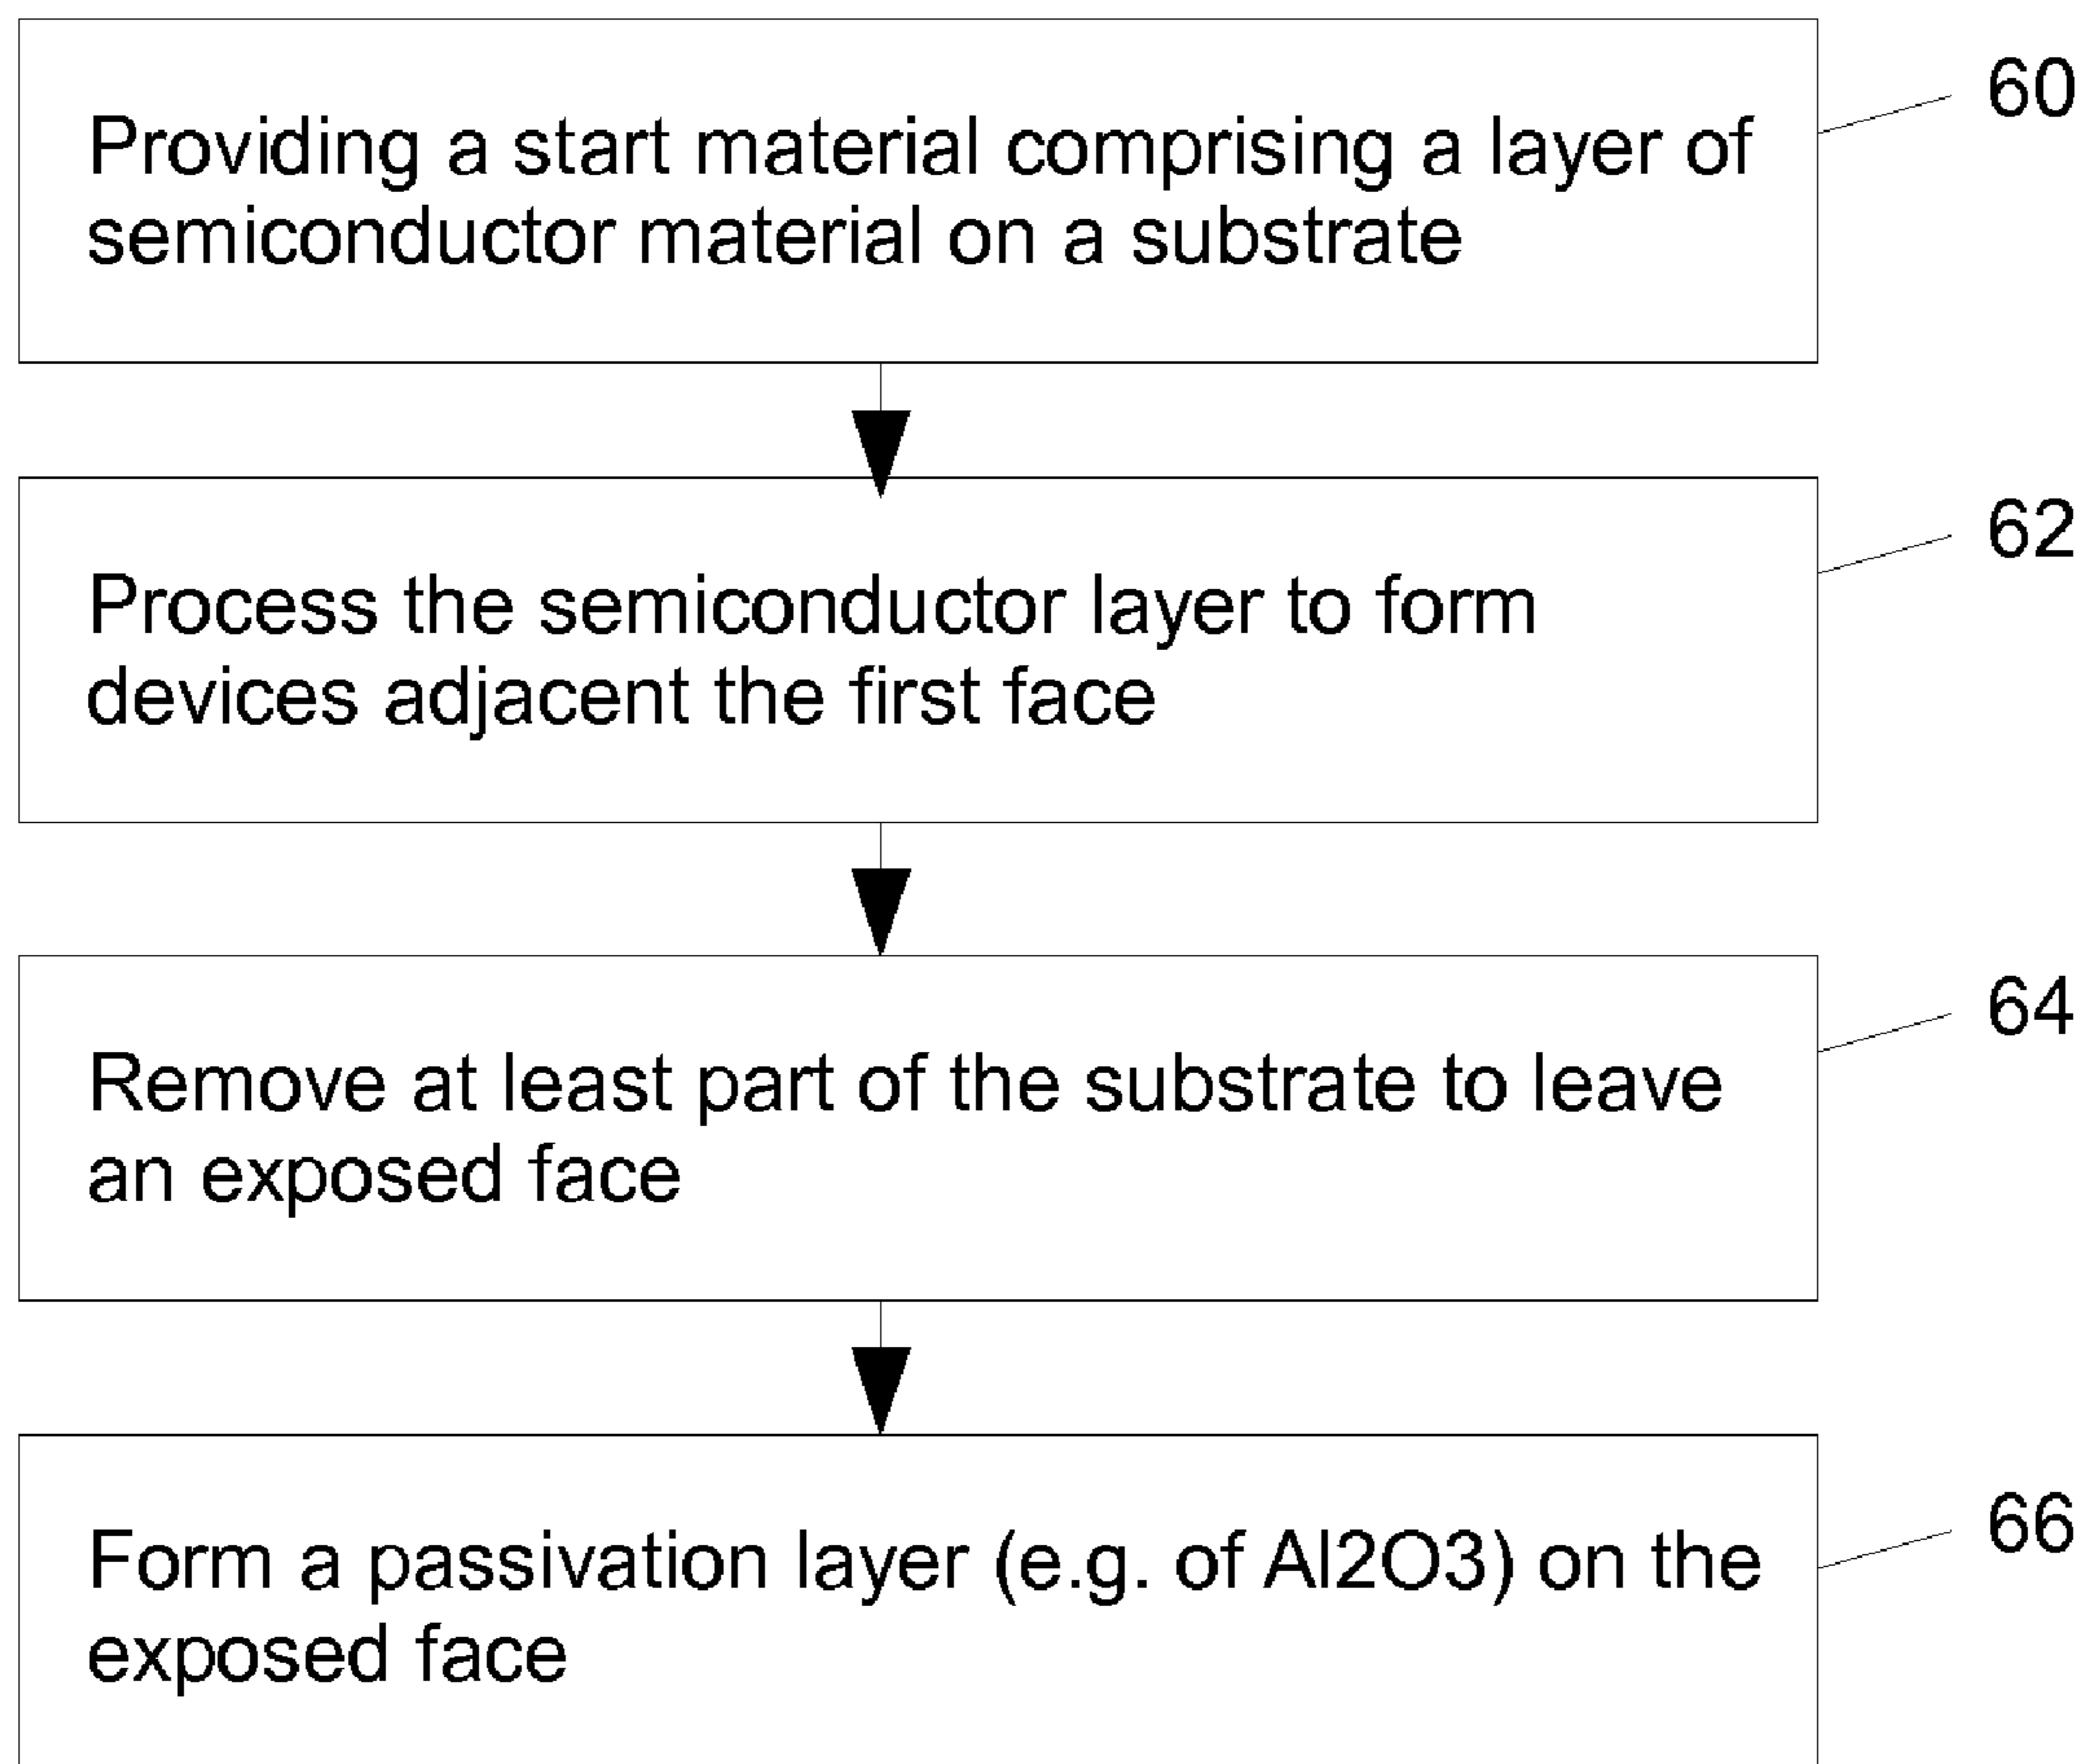 60
Providing a start material comprising a layer of
semiconductor material on a substrate
62
Process the semiconductor layer to form
devices adjacent the first face
64
Remove at least part of the substrate to leave
an exposed face
66
Form a passivation layer (e.g. of Al2O3) on the
exposed face